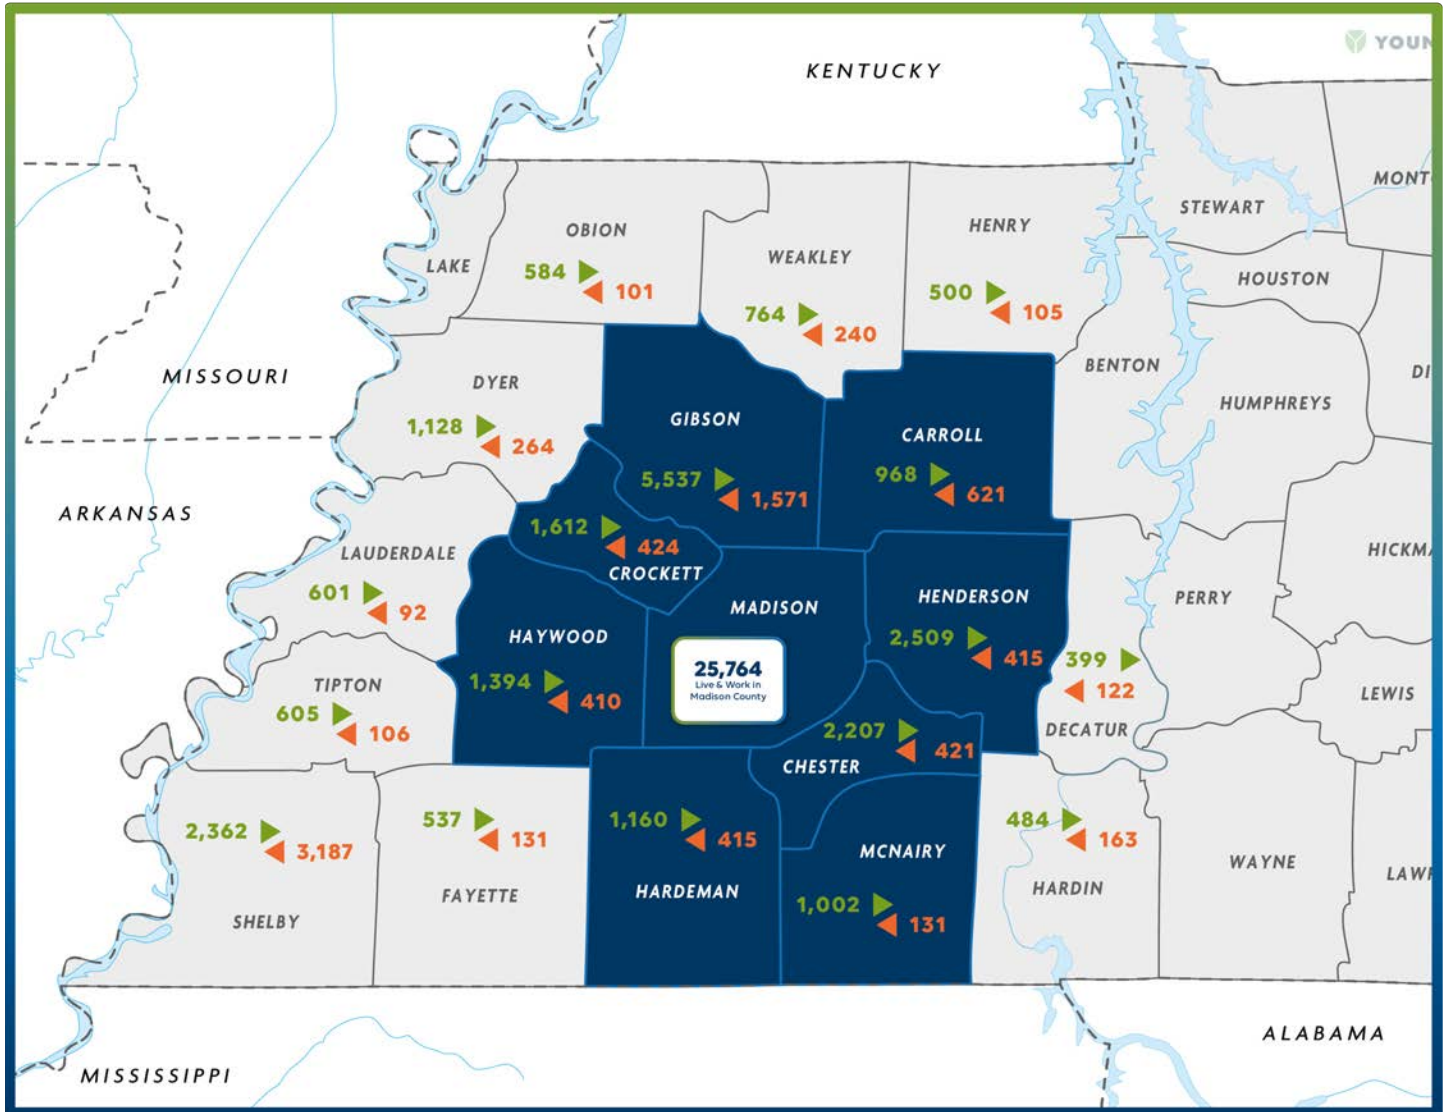 YOUN
KENTUCKY
MONT
STEWART
HENRY
OBION
WEAKLEY
LAKE
HOUSTON
584
101
500
105
764
240
BENTON
DI
MISSOURI
DYER
HUMPHREYS
GIBSON
CARROLL
1,128
264
968
621
5,537
1,571
ARKANSAS
1,612
424
CROCKETT
LAUDERDALE
HICKM
601
92
MADISON
HENDERSON
PERRY
HAYWOOD
2,509
415
399
122
25,764
Live & Work in
Madison County
TIPTON
1,394
410
LEWIS
605
106
DECATUR
2,207
421
CHESTER
2,362
3,187
537
131
1,160
415
484
163
MCNAIRY
WAYNE
LAW
HARDEMAN
HARDIN
FAYETTE
SHELBY
1,002
131
ALABAMA
MISSISSIPPI